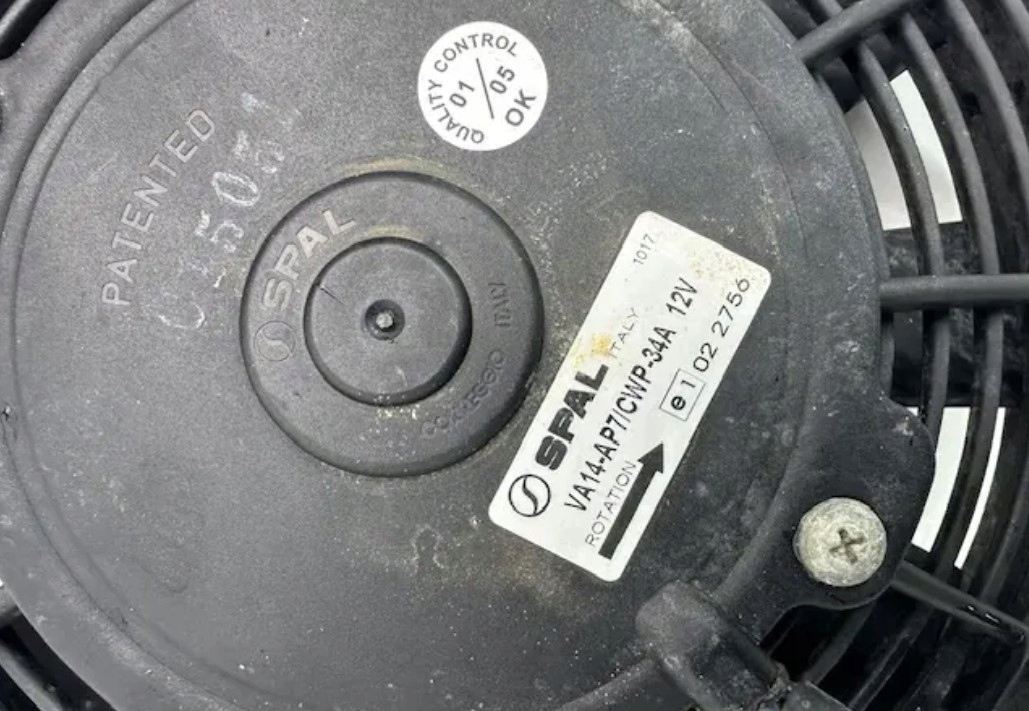 QUALITY CONTROL
01/05
OK
PATENTED
SPAL
CORREGGIO ITALY
SPAL ITALY 1017
VA14-AP7/CWP-34A 12V
ROTATION e1 02 2756